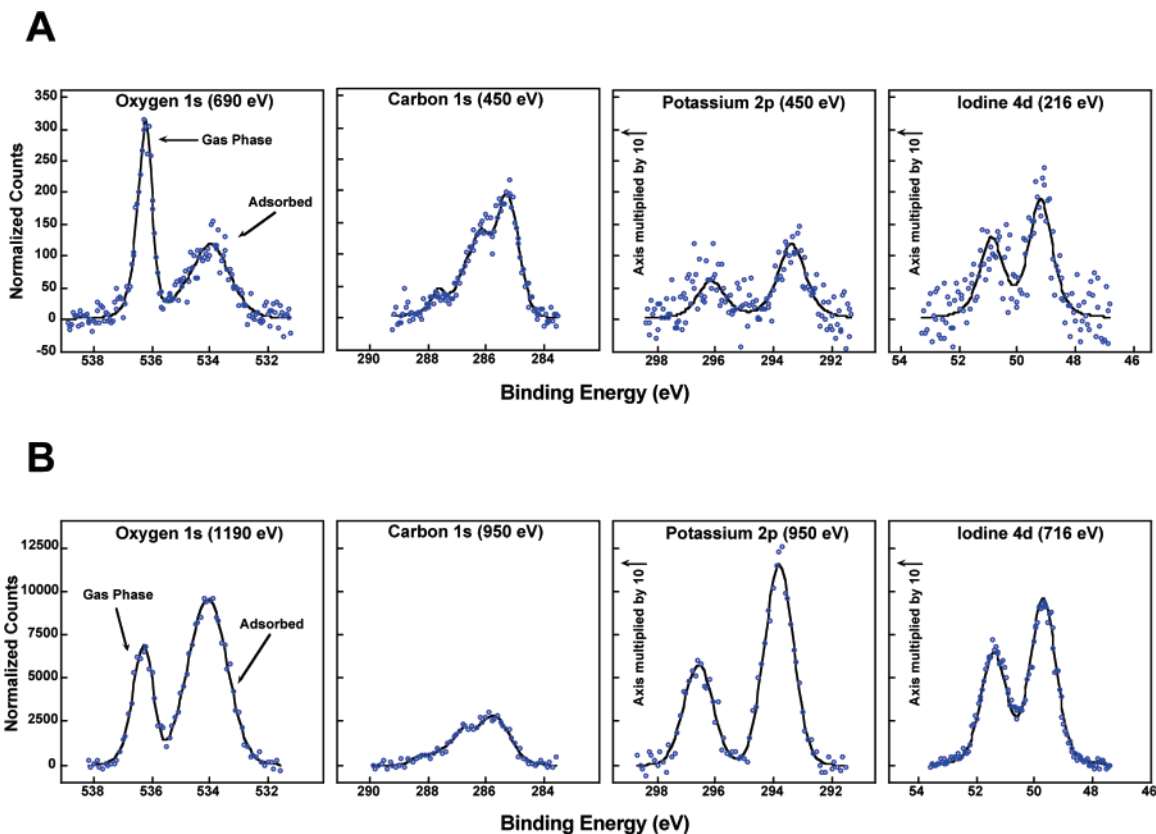 A
Oxygen 1s (690 eV)
Carbon 1s (450 eV)
Potassium 2p (450 eV)
Iodine 4d (216 eV)
Normalized Counts
350
300
250
200
150
100
50
0
-50
Gas Phase
Adsorbed
Axis multiplied by 10
Axis multiplied by 10
538 536 534 532
290 288 286 284
298 296 294 292
54 52 50 48 46
Binding Energy (eV)
B
Oxygen 1s (1190 eV)
Carbon 1s (950 eV)
Potassium 2p (950 eV)
Iodine 4d (716 eV)
Normalized Counts
12500
10000
7500
5000
2500
0
Gas Phase
Adsorbed
Axis multiplied by 10
Axis multiplied by 10
538 536 534 532
290 288 286 284
298 296 294 292
54 52 50 48 46
Binding Energy (eV)